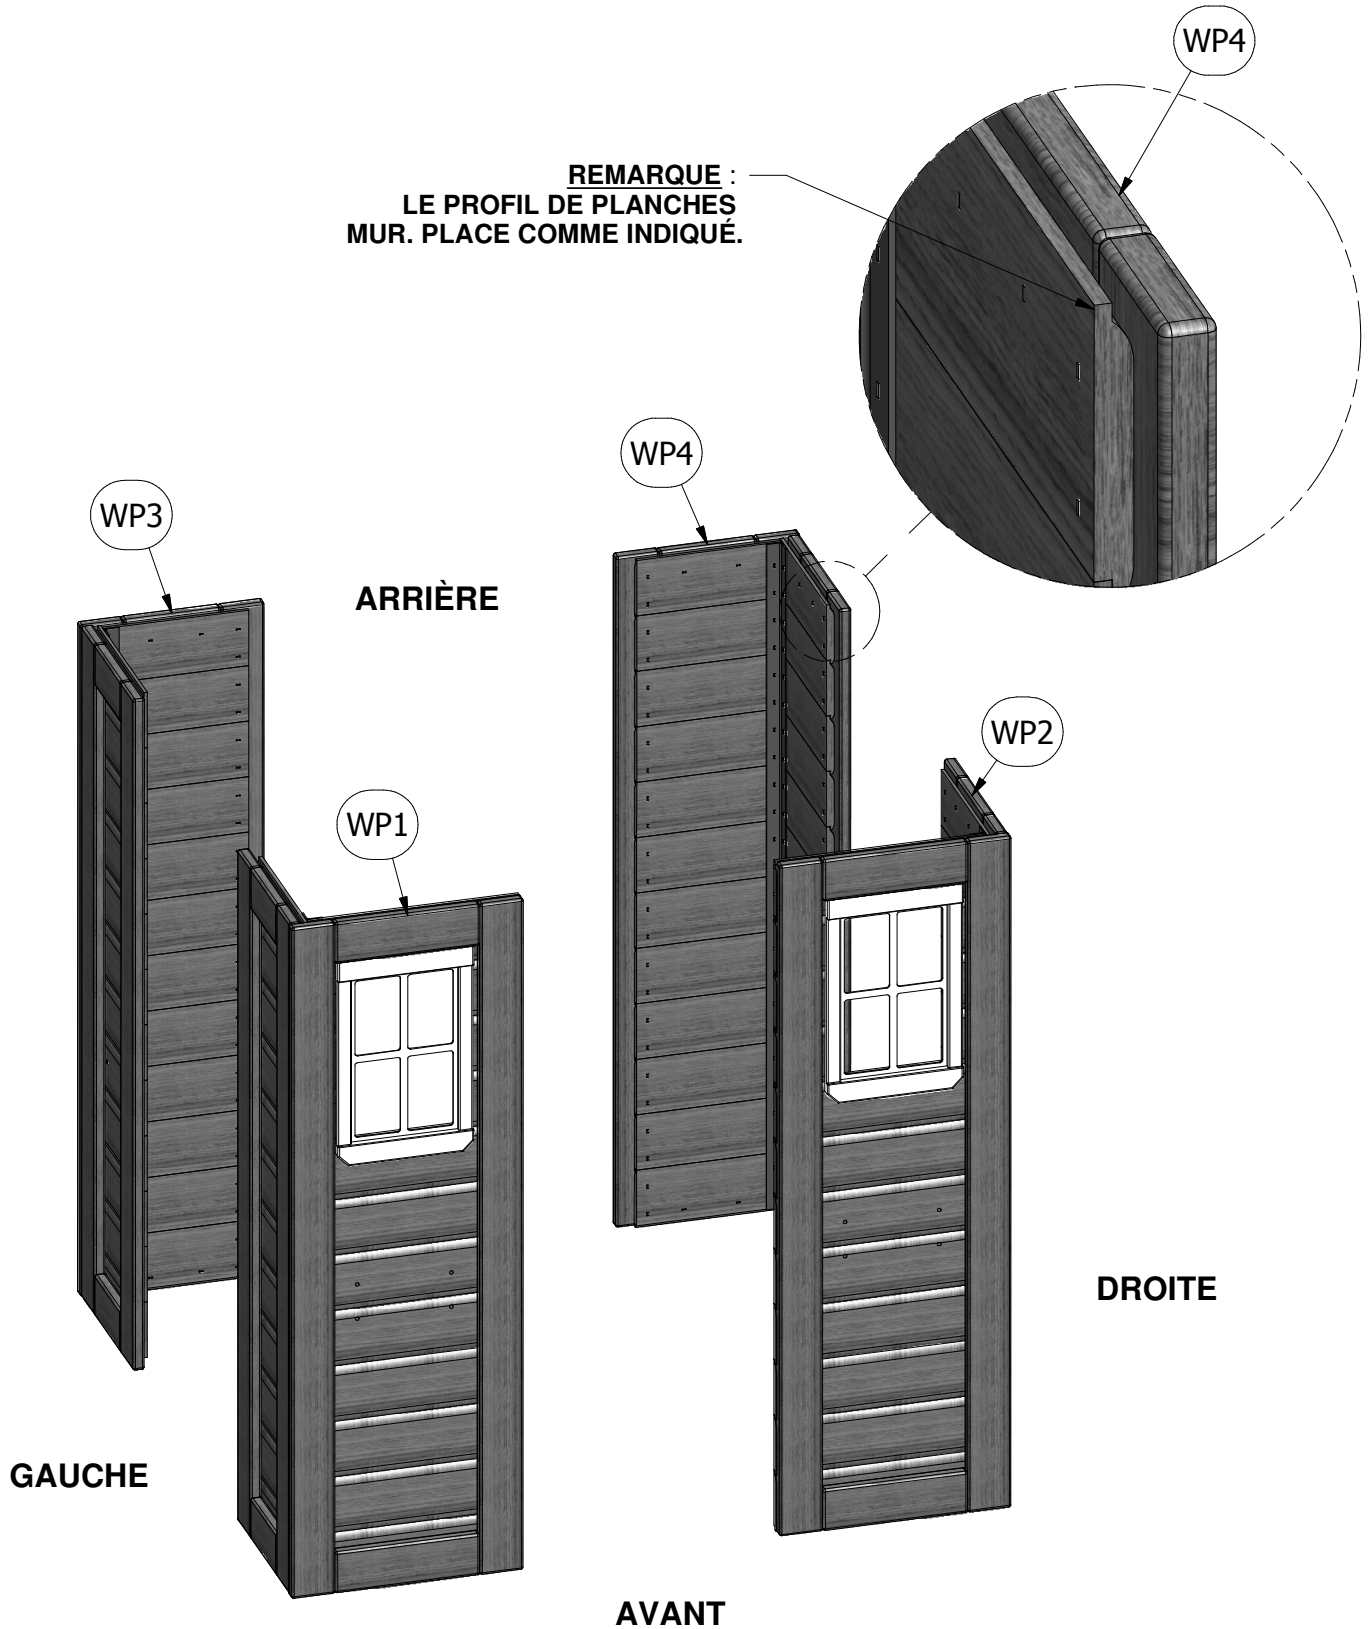 WP4
REMARQUE :
LE PROFIL DE PLANCHES
MUR. PLACE COMME INDIQUÉ.
WP4
WP3
ARRIÈRE
WP2
WP1
DROITE
GAUCHE
AVANT